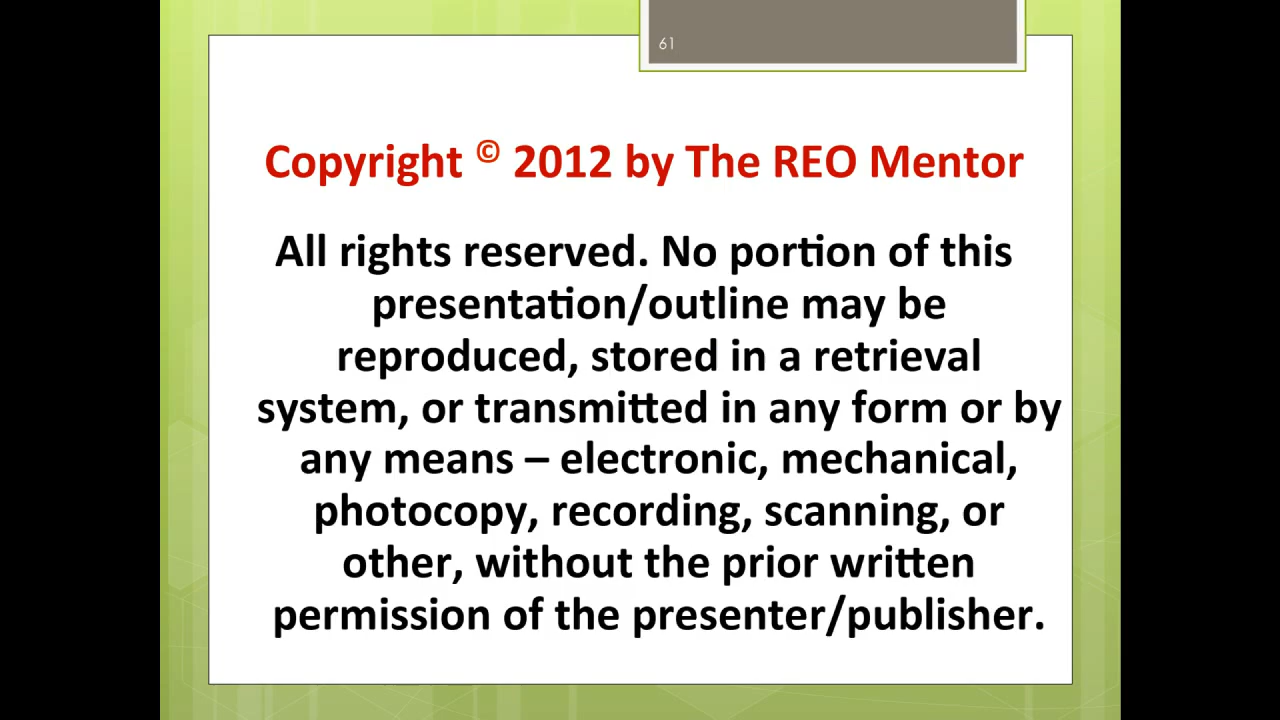 61
Copyright © 2012 by The REO Mentor
All rights reserved. No portion of this
presentation/outline may be
reproduced, stored in a retrieval
system, or transmitted in any form or by
any means – electronic, mechanical,
photocopy, recording, scanning, or
other, without the prior written
permission of the presenter/publisher.